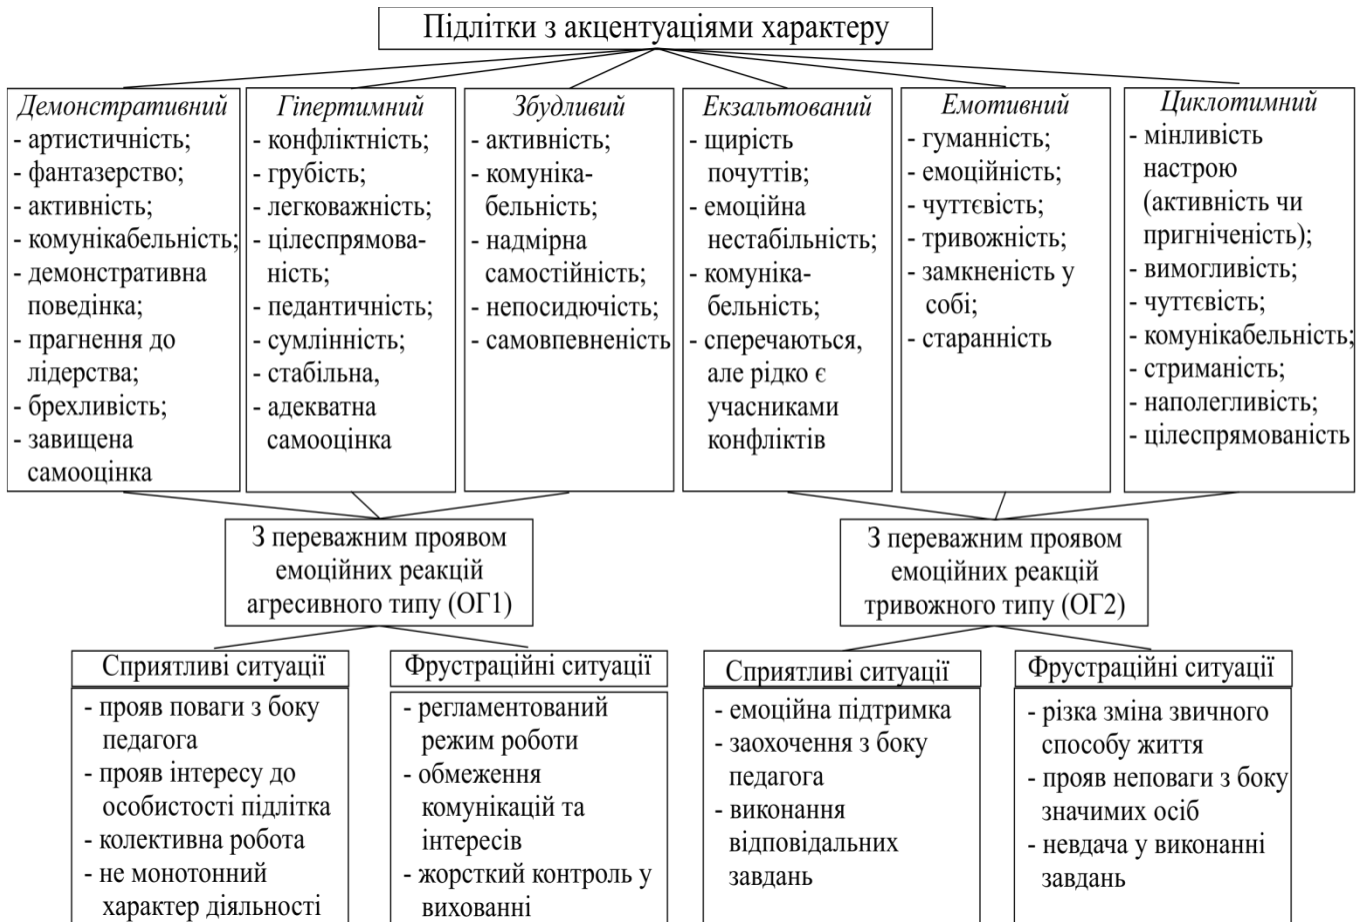 Підлітки з акцентуаціями характеру
Демонстративний
- артистичність;
- фантазерство;
- активність;
- комунікабельність;
- демонстративна
поведінка;
- прагнення до
лідерства;
- брехливість;
- завищена
самооцінка
Гіпертимний
- конфліктність;
- грубість;
- легковажність;
- цілеспрямова-
ність;
- педантичність;
- сумлінність;
- стабільна,
- адекватна
самооцінка
Збудливий
- активність;
- комуніка-
бельність;
- надмірна
самостійність;
- непосидючість;
- самовпевненість
Екзальтований
- щирість
почуттів;
- емоційна
нестабільність;
- комуніка-
бельність;
- сперечаються,
але рідко є
учасниками
конфліктів
Емотивний
- гуманність;
- емоційність;
- чуттєвість;
- тривожність;
- замкненість у
собі;
- старанність
Циклотимний
- мінливість
настрою
(активність чи
пригніченість);
- вимогливість;
- чуттєвість;
- комунікабельність;
- стриманість;
- наполегливість;
- цілеспрямованість
З переважним проявом
емоційних реакцій
агресивного типу (ОГ1)
З переважним проявом
емоційних реакцій
тривожного типу (ОГ2)
Сприятливі ситуації
- прояв поваги з боку
педагога
- прояв інтересу до
особистості підлітка
- колективна робота
- не монотонний
характер діяльності
Фрустраційні ситуації
- регламентований
режим роботи
- обмеження
комунікацій та
інтересів
- жорсткий контроль у
вихованні
Сприятливі ситуації
- емоційна підтримка
- заохочення з боку
педагога
- виконання
відповідальних
завдань
Фрустраційні ситуації
- різка зміна звичного
способу життя
- прояв неповаги з боку
значимих осіб
- невдача у виконанні
завдань